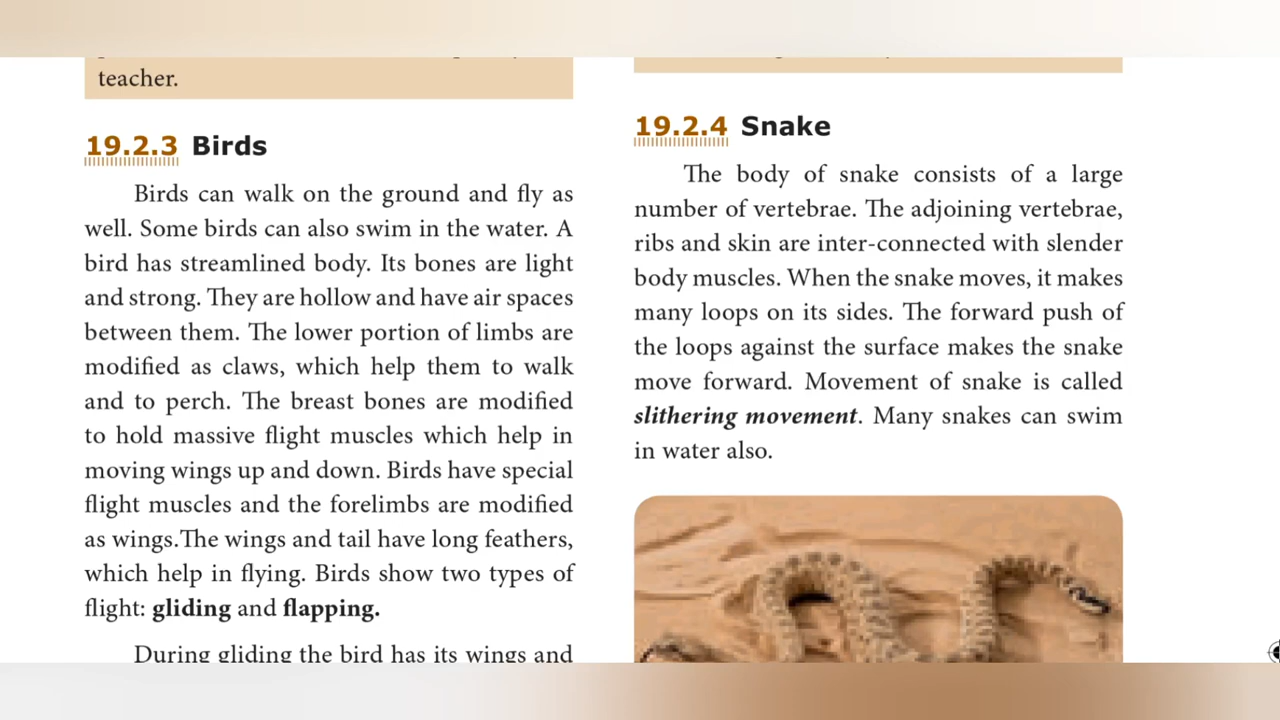 teacher.
19.2.3 Birds
Birds can walk on the ground and fly as
well. Some birds can also swim in the water. A
bird has streamlined body. Its bones are light
and strong. They are hollow and have air spaces
between them. The lower portion of limbs are
modified as claws, which help them to walk
and to perch. The breast bones are modified
to hold massive flight muscles which help in
moving wings up and down. Birds have special
flight muscles and the forelimbs are modified
as wings.The wings and tail have long feathers,
which help in flying. Birds show two types of
flight: gliding and flapping.
During gliding the bird has its wings and
19.2.4 Snake
The body of snake consists of a large
number of vertebrae. The adjoining vertebrae,
ribs and skin are inter-connected with slender
body muscles. When the snake moves, it makes
many loops on its sides. The forward push of
the loops against the surface makes the snake
move forward. Movement of snake is called
slithering movement. Many snakes can swim
in water also.